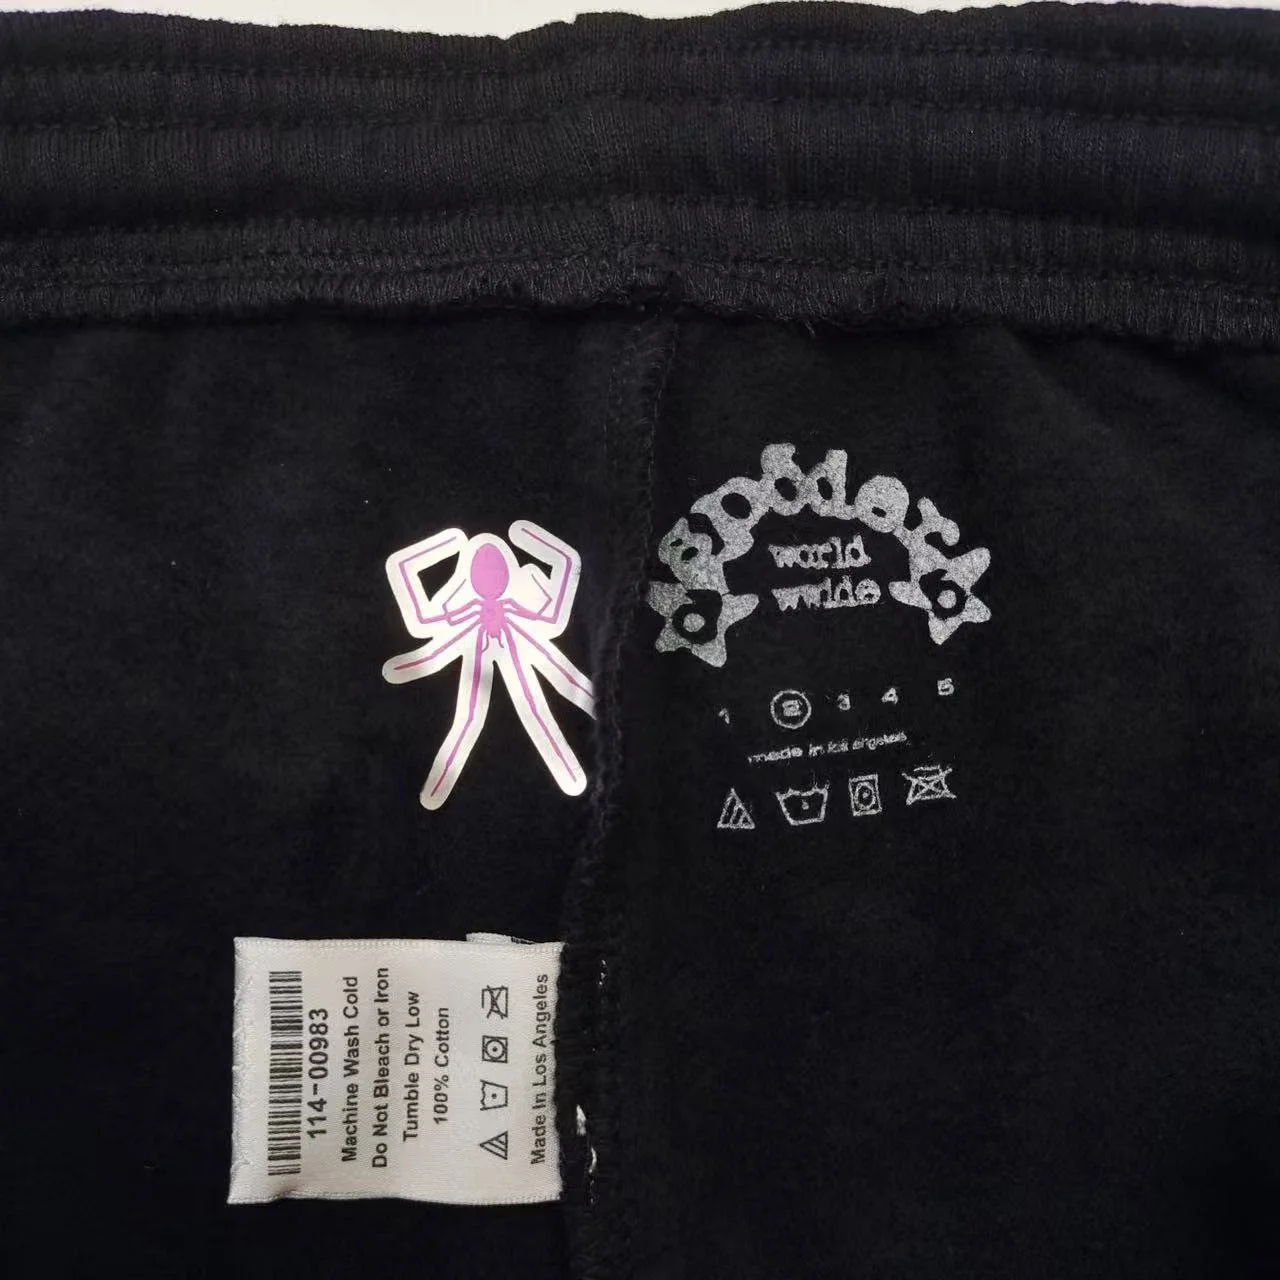 sp5der
world
wwide
1 2 3 4 5
made in los angeles
114-00983
Machine Wash Cold
Do Not Bleach or Iron
Tumble Dry Low
100% Cotton
Made In Los Angeles